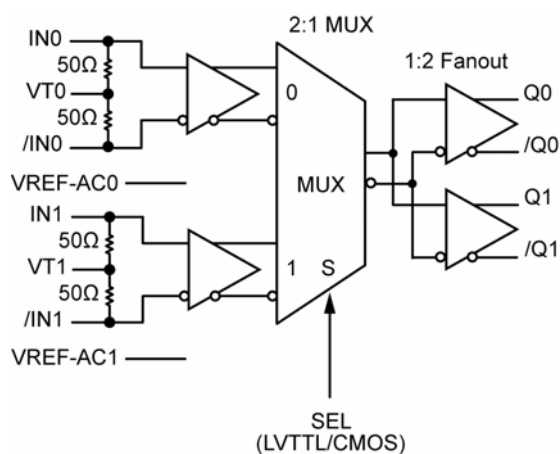 2:1 MUX
IN0
50Ω
VT0
50Ω
/IN0
VREF-AC0
IN1
50Ω
VT1
50Ω
/IN1
VREF-AC1
0
MUX
1 S
1:2 Fanout
Q0
/Q0
Q1
/Q1
SEL
(LVTTL/CMOS)